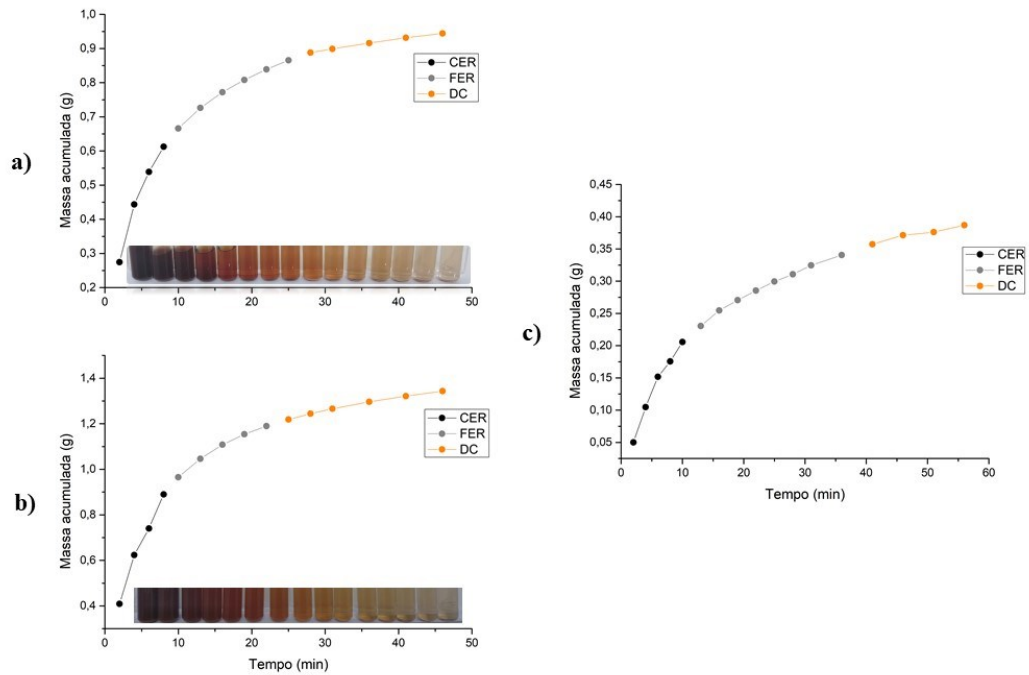 a)
Massa acumulada (g)
1,0
0,9
0,8
0,7
0,6
0,5
0,4
0,3
0,2
0
10
20
30
40
50
CER
FER
DC
b)
Massa acumulada (g)
1,4
1,2
1,0
0,8
0,6
0,4
0
10
20
30
40
50
Tempo (min)
CER
FER
DC
c)
Massa acumulada (g)
0,45
0,40
0,35
0,30
0,25
0,20
0,15
0,10
0,05
0
10
20
30
40
50
60
Tempo (min)
CER
FER
DC